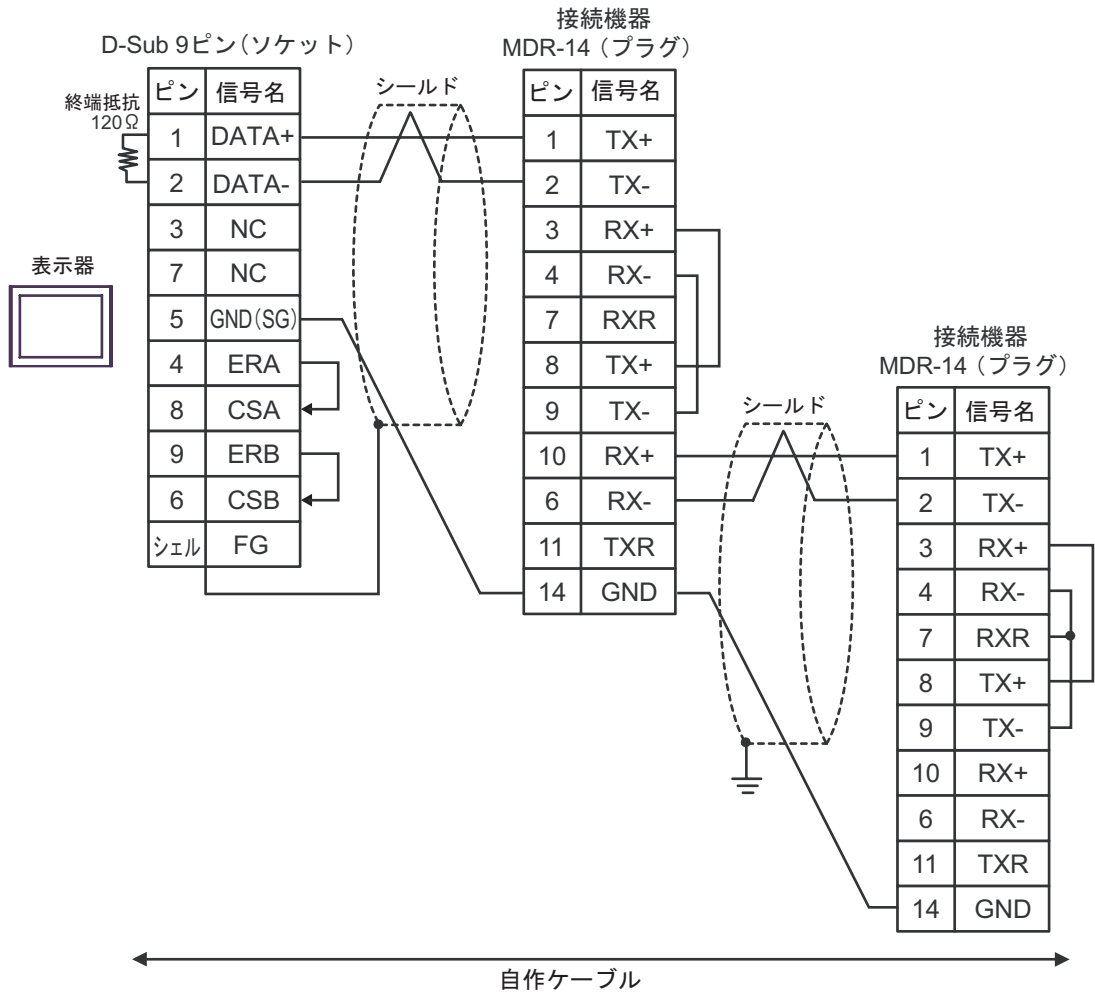 接続機器
D-Sub 9ピン(ソケット)
MDR-14（プラグ）
終端抵抗
120Ω
シールド
表示器
ピン 信号名
1 DATA+
2 DATA-
3 NC
7 NC
5 GND(SG)
4 ERA
8 CSA
9 ERB
6 CSB
シェル FG
ピン 信号名
1 TX+
2 TX-
3 RX+
4 RX-
7 RXR
8 TX+
9 TX-
10 RX+
6 RX-
11 TXR
14 GND
シールド
接続機器
MDR-14（プラグ）
ピン 信号名
1 TX+
2 TX-
3 RX+
4 RX-
7 RXR
8 TX+
9 TX-
10 RX+
6 RX-
11 TXR
14 GND
自作ケーブル